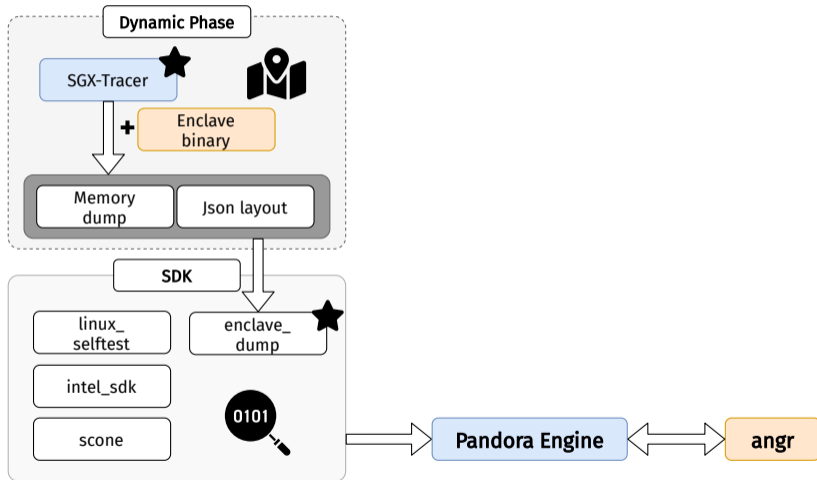 Dynamic Phase
SGX-Tracer
+
Enclave
binary
Memory
dump
Json layout
SDK
linux_
selftest
enclave_
dump
intel_sdk
0101
scone
Pandora Engine
angr